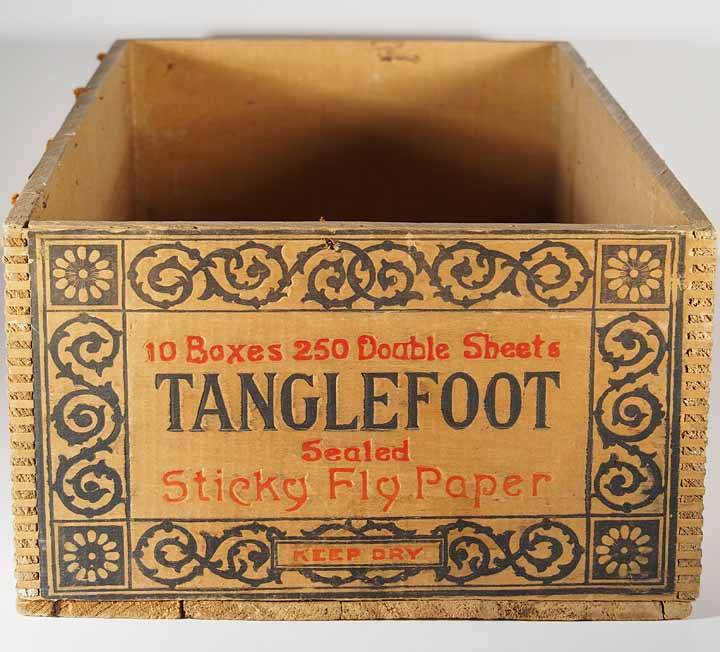 10 Boxes 250 Double Sheets
TANGLEFOOT
Sealed
Sticky Fly Paper
KEEP DRY